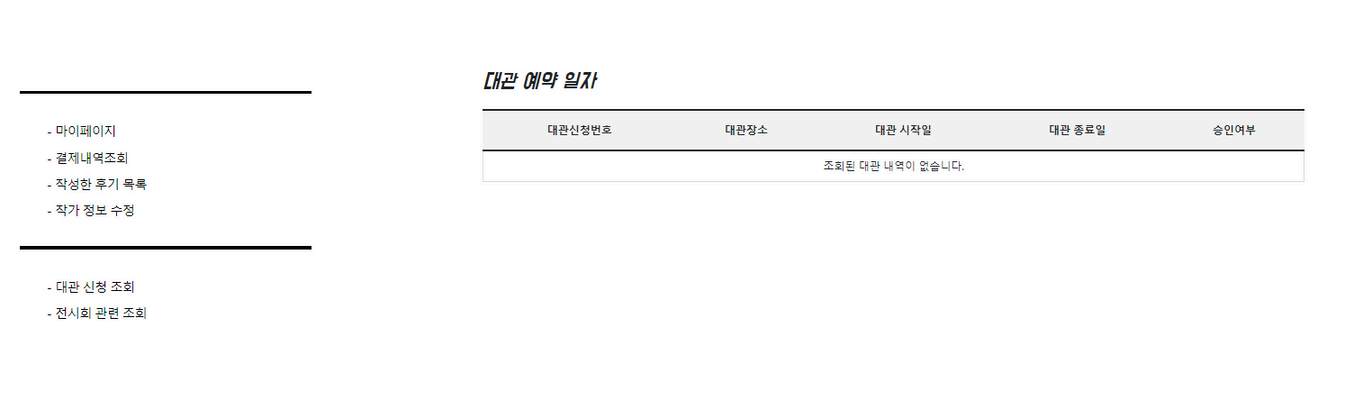 - 마이페이지
- 결제내역조회
- 작성한 후기 목록
- 작가 정보 수정
- 대관 신청 조회
- 전시회 관련 조회
대관 예약 일자
대관신청번호 대관장소 대관 시작일 대관 종료일 승인여부
조회된 대관 내역이 없습니다.